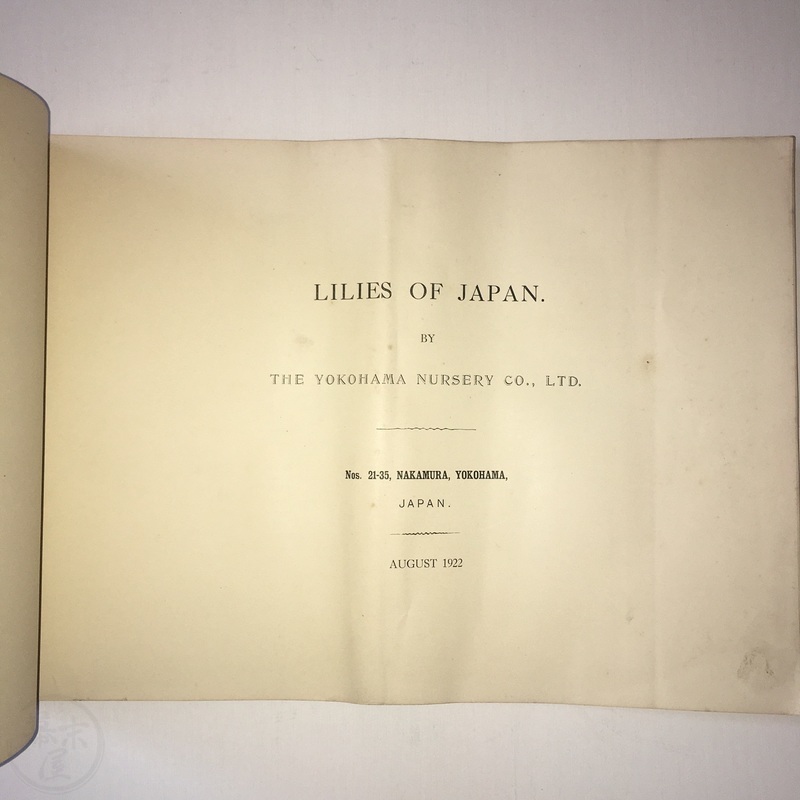 LILIES OF JAPAN.
BY
THE YOKOHAMA NURSERY CO., LTD.
Nos. 21-35, NAKAMURA, YOKOHAMA,
JAPAN.
AUGUST 1922